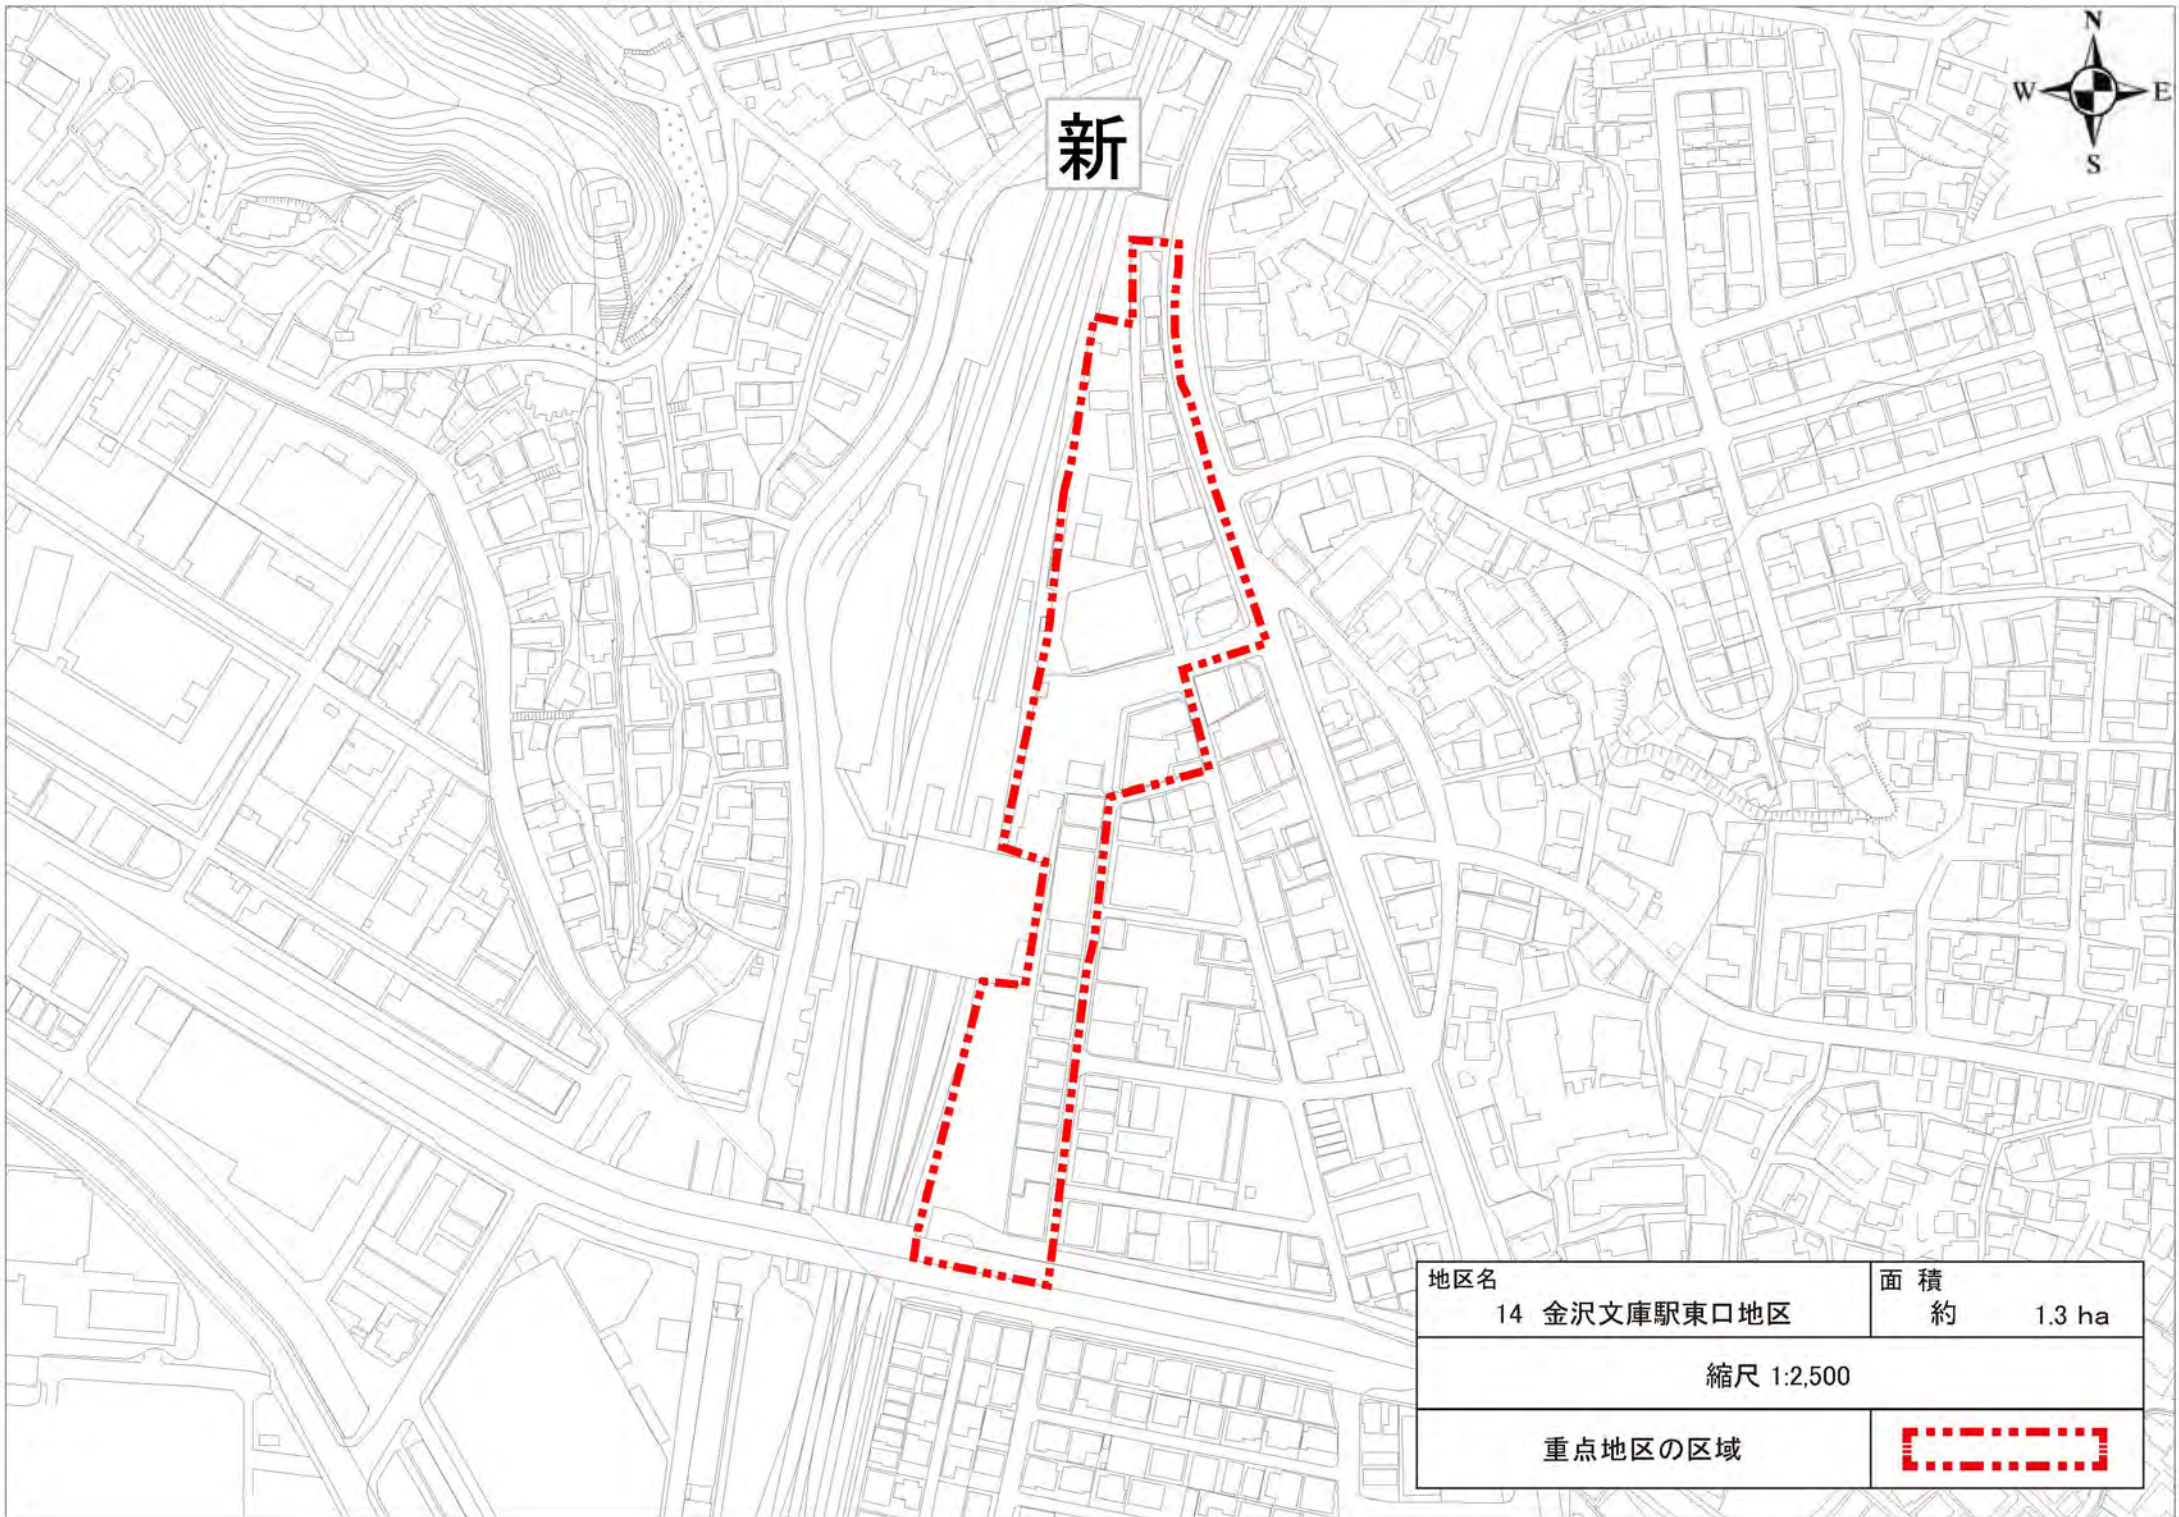 新
N
W E
S
地区名
14 金沢文庫駅東口地区
面 積
約 1.3 ha
縮尺 1:2,500
重点地区の区域